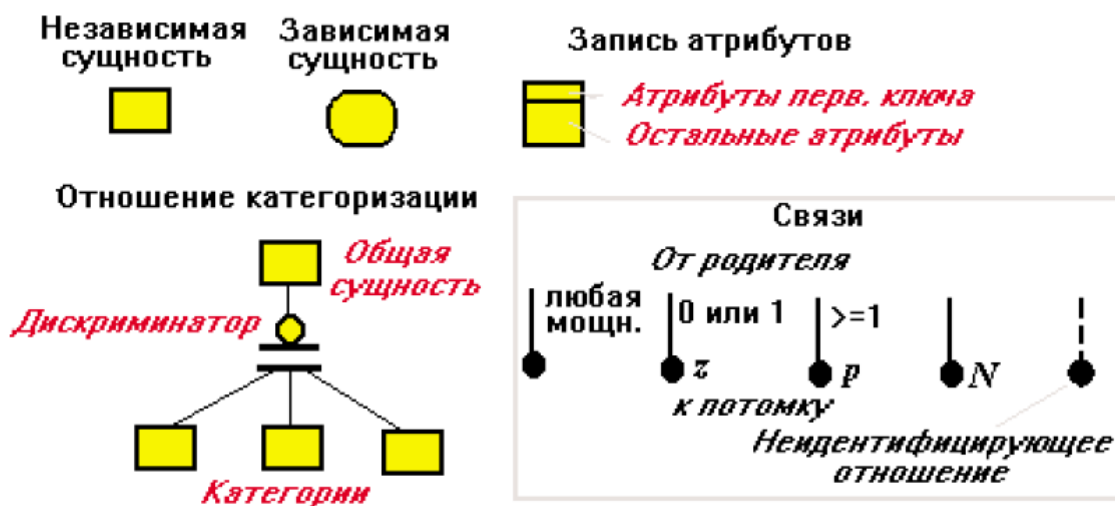 Независимая
сущность
Зависимая
сущность
Запись атрибутов
Атрибуты перв. ключа
Остальные атрибуты
Отношение категоризации
Общая
сущность
Дискриминатор
Категории
Связи
От родителя
любая
мощн.
0 или 1
>=1
z
p
N
к потомку
Неидентифицирующее
отношение